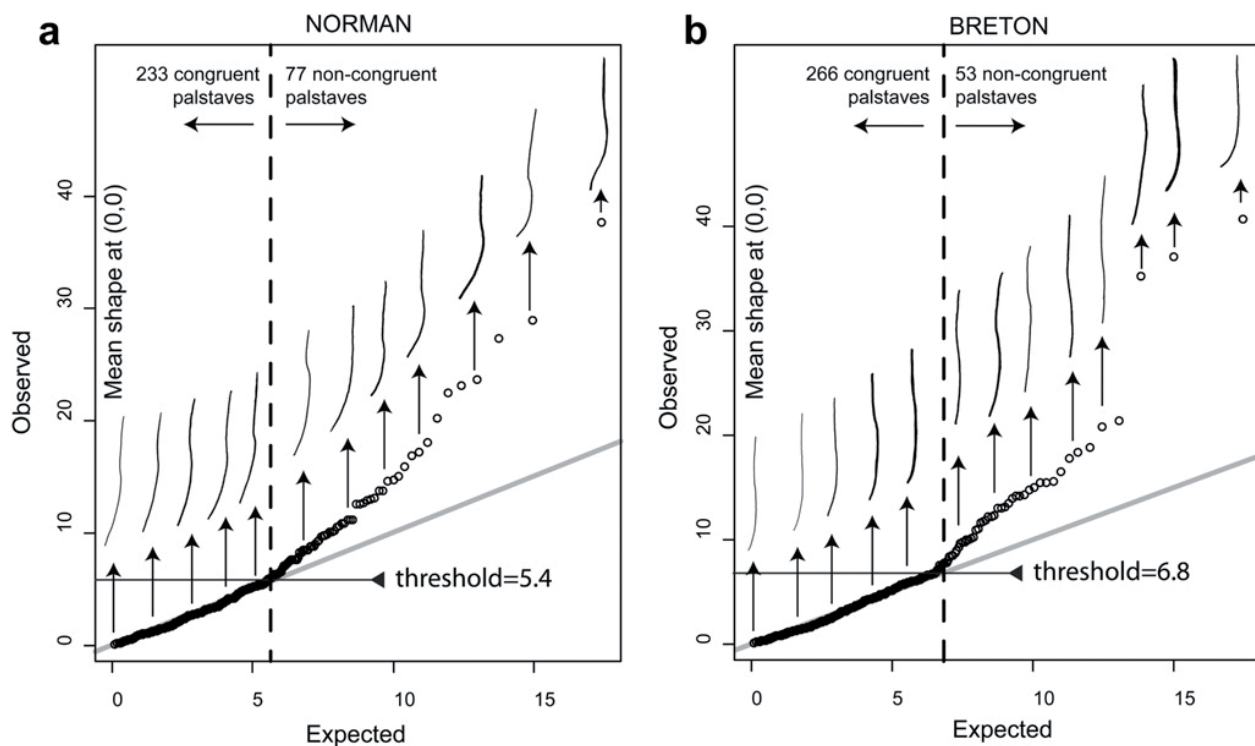 a
NORMAN
233 congruent
palstaves
77 non-congruent
palstaves
Mean shape at (0,0)
Observed
0
10
20
30
40
threshold=5.4
0
5
10
15
Expected
b
BRETON
266 congruent
palstaves
53 non-congruent
palstaves
Mean shape at (0,0)
Observed
0
10
20
30
40
threshold=6.8
0
5
10
15
Expected